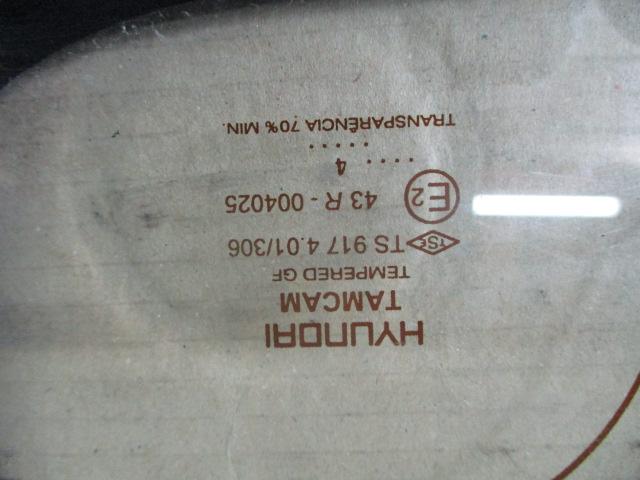 HYUNDAI
TAMCAM
TEMPERED GF
TSE TS 917 4.01/306
E2 43 R - 004025
.... 4
.....
TRANSPARÊNCIA 70% MIN.